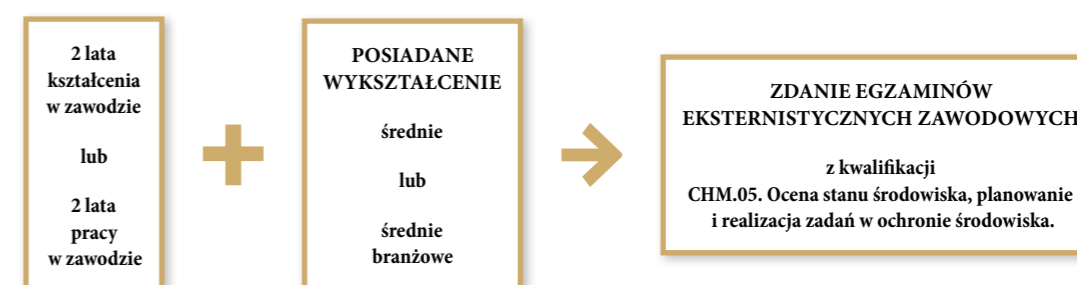 2 lata
kształcenia
w zawodzie
lub
2 lata
pracy
w zawodzie
POSIADANE
WYKSZTAŁCENIE
średnie
lub
średnie
branżowe
ZDANIE EGZAMINÓW
EKSTERNISTYCZNYCH ZAWODOWYCH
z kwalifikacji
CHM.05. Ocena stanu środowiska, planowanie
i realizacja zadań w ochronie środowiska.